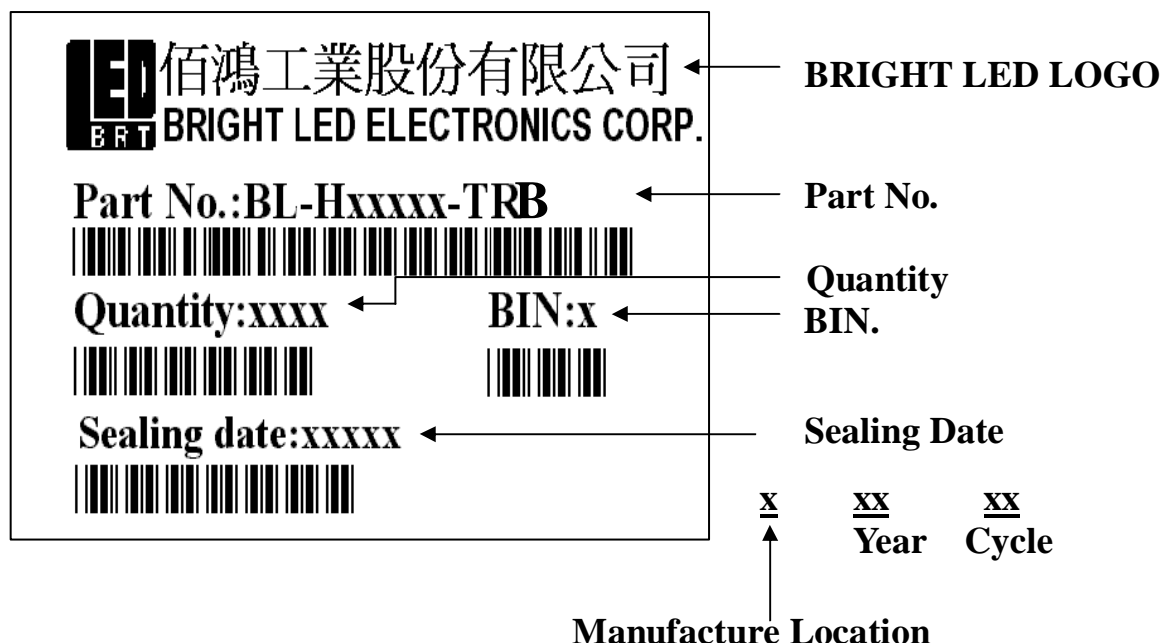 LED
BRT
佰鴻工業股份有限公司
BRIGHT LED ELECTRONICS CORP.
BRIGHT LED LOGO
Part No.:BL-Hxxxxx-TRB
Part No.
Quantity:xxxx
BIN:x
Quantity
BIN.
Sealing date:xxxxx
Sealing Date
x xx xx
Year Cycle
Manufacture Location